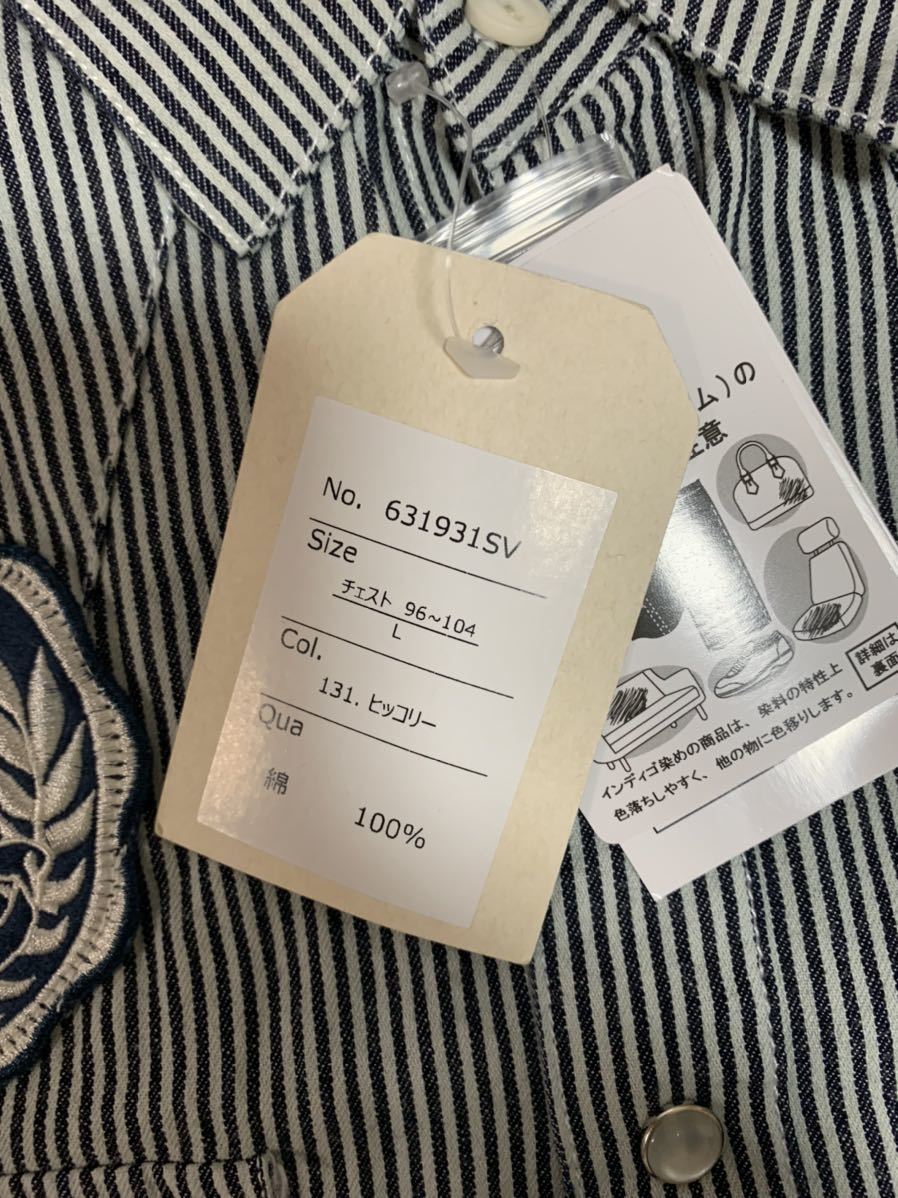 No. 631931SV
Size
チェスト 96~104
L
Col.
131. ヒッコリー
Qua
綿
100%
ム)の
意
詳細は
裏面
インディゴ染めの商品は、染料の特性上
色落ちしやすく、他の物に色移りします。